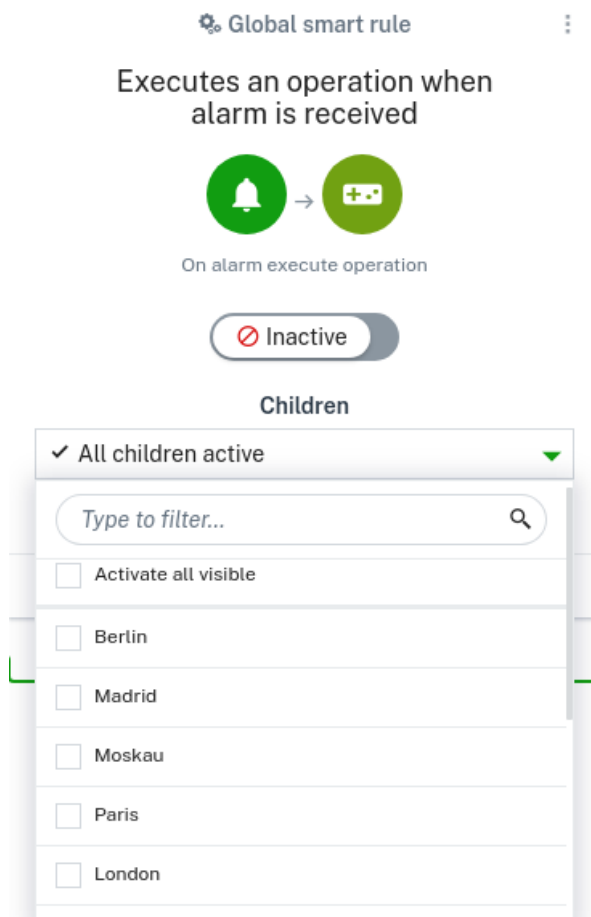 Global smart rule
Executes an operation when
alarm is received
On alarm execute operation
Inactive
Children
All children active
Type to filter...
Activate all visible
Berlin
Madrid
Moskau
Paris
London